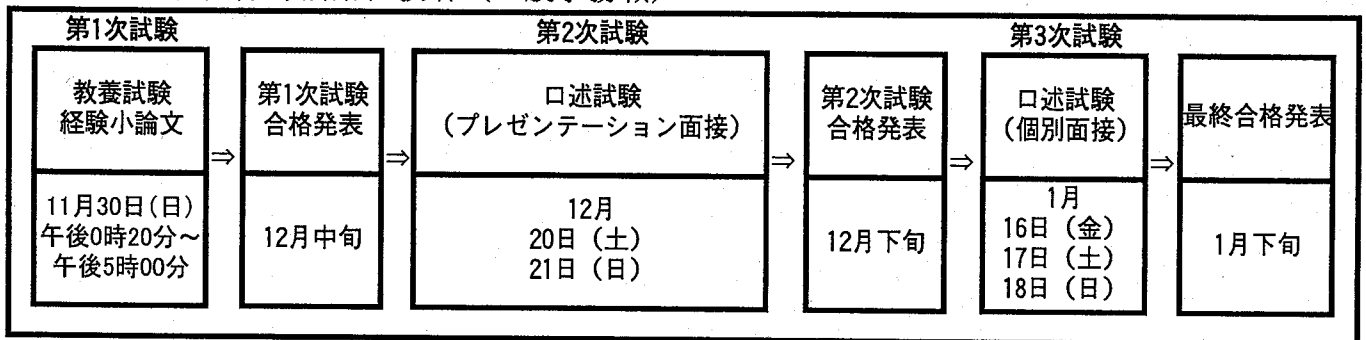 第1次試験
第2次試験
第3次試験
教養試験
経験小論文
第1次試験
合格発表
口述試験
(プレゼンテーション面接)
第2次試験
合格発表
口述試験
(個別面接)
最終合格発表
⇒
⇒
⇒
⇒
⇒
11月30日(日)
午後0時20分~
午後5時00分
12月中旬
12月
20日(土)
21日(日)
12月下旬
1月
16日(金)
17日(土)
18日(日)
1月下旬